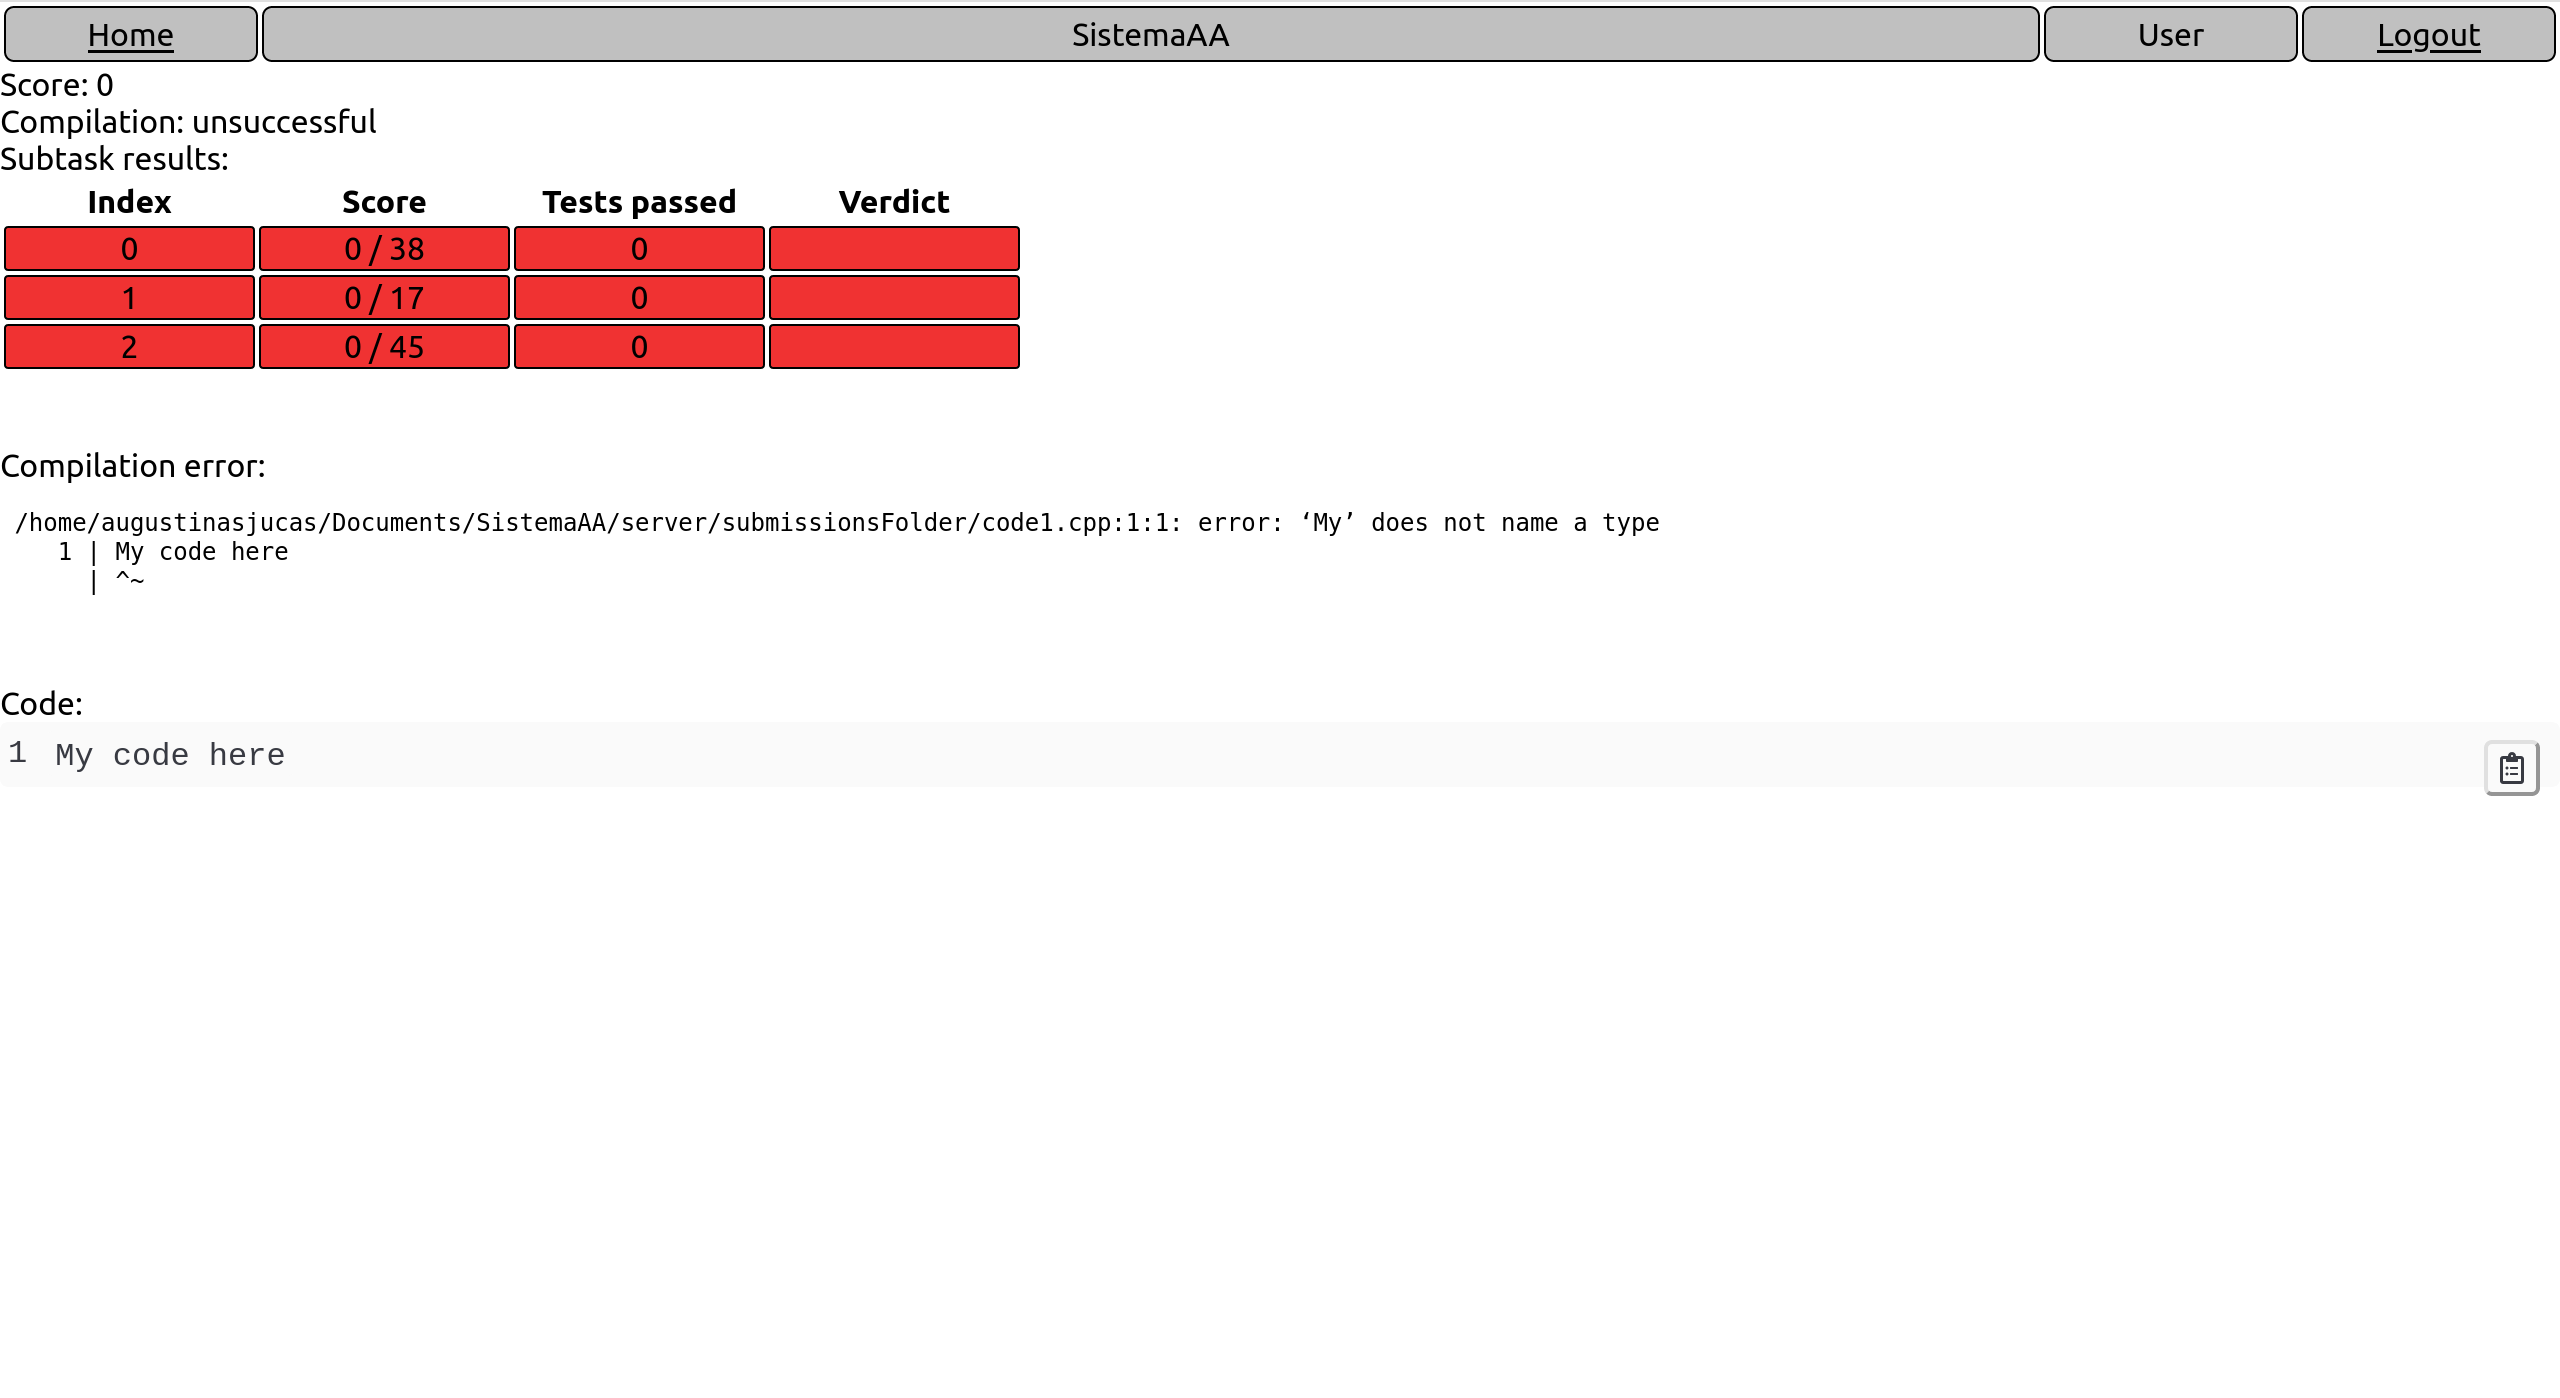 Home SistemaAA User Logout
Score: 0
Compilation: unsuccessful
Subtask results:
Index Score Tests passed Verdict
0 0 / 38 0
1 0 / 17 0
2 0 / 45 0
Compilation error:
/home/augustinasjucas/Documents/SistemaAA/server/submissionsFolder/code1.cpp:1:1: error: ‘My’ does not name a type
1 | My code here
| ^~
Code:
1 My code here